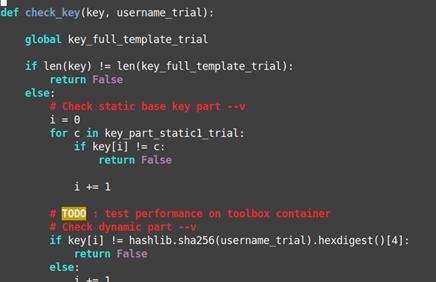 def check_key(key, username_trial):
global key_full_template_trial
if len(key) != len(key_full_template_trial):
return False
else:
# Check static base key part --v
i = 0
for c in key_part_static1_trial:
if key[i] != c:
return False
i += 1
# TODO : test performance on toolbox container
# Check dynamic part --v
if key[i] != hashlib.sha256(username_trial).hexdigest()[4]:
return False
else:
i += 1